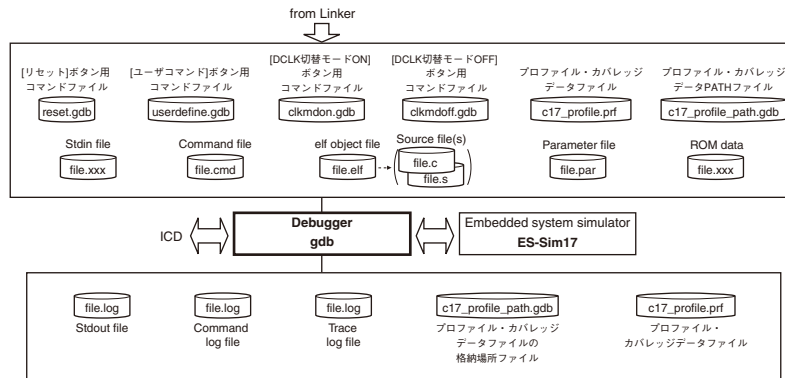 from Linker
[リセット]ボタン用
コマンドファイル
reset.gdb
[ユーザコマンド]ボタン用
コマンドファイル
userdefine.gdb
[DCLK切替モードON]
ボタン用
コマンドファイル
clkmdon.gdb
[DCLK切替モードOFF]
ボタン用
コマンドファイル
clkmdoff.gdb
プロファイル・カバレッジ
データファイル
c17_profile.prf
プロファイル・カバレッジ
データPATHファイル
c17_profile_path.gdb
Stdin file
file.xxx
Command file
file.cmd
elf object file
file.elf
Source file(s)
file.c
file.s
Parameter file
file.par
ROM data
file.xxx
ICD
Debugger
gdb
Embedded system simulator
ES-Sim17
file.log
Stdout file
file.log
Command
log file
file.log
Trace
log file
c17_profile_path.gdb
プロファイル・カバレッジ
データファイルの
格納場所ファイル
c17_profile.prf
プロファイル・
カバレッジデータファイル